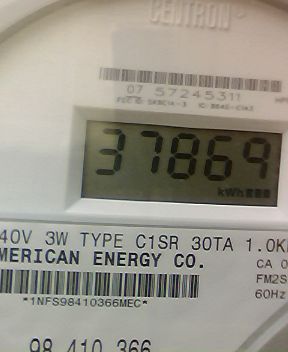 CENTRON
07 57245311
37869
kWh
40V 3W TYPE C1SR 30TA 1.0K
MERICAN ENERGY CO.
CA 0
FM2S
60Hz
*1NFS98410366MEC*
98 410 366